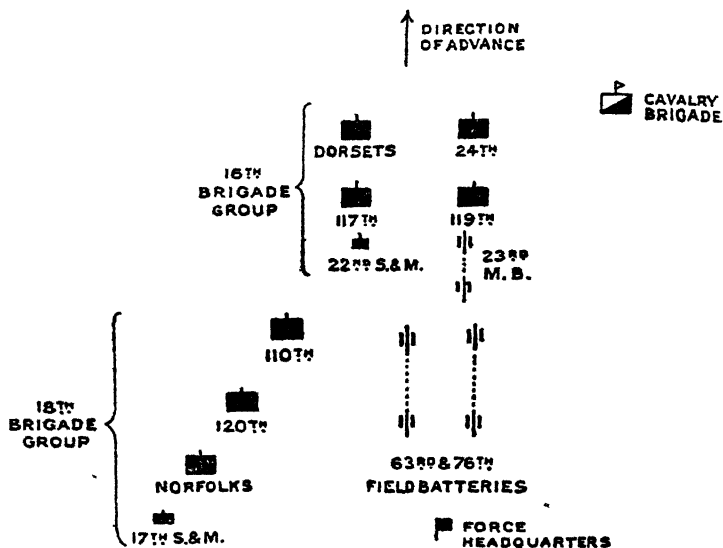 DIRECTION
OF ADVANCE
CAVALRY
BRIGADE
DORSETS
24TH
16TH
BRIGADE
GROUP
117TH
119TH
22ND S.&M.
23RD
M.B.
110TH
18TH
BRIGADE
GROUP
120TH
NORFOLKS
63RD & 76TH
FIELD BATTERIES
17TH S.&M.
FORCE
HEADQUARTERS